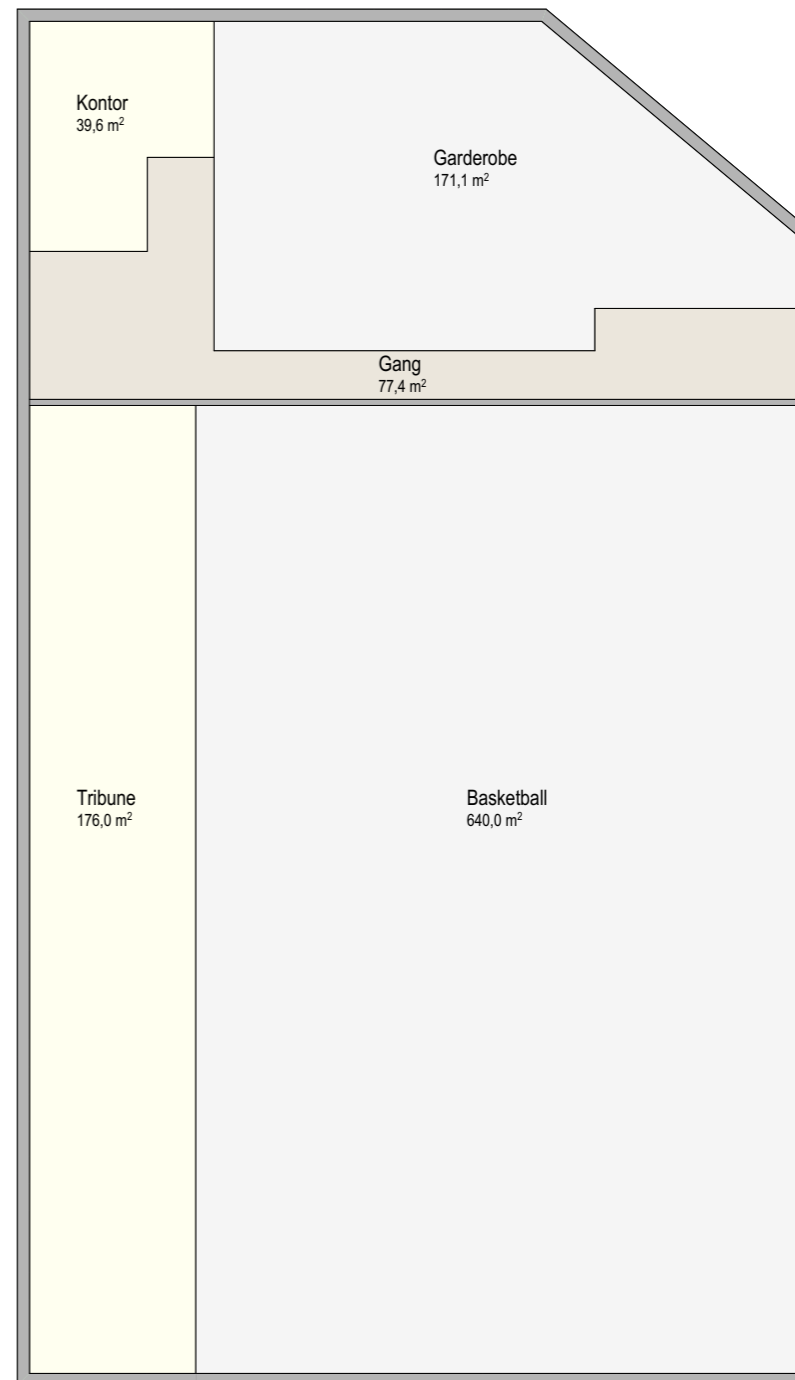 Kontor
39,6 m²
Garderobe
171,1 m²
Gang
77,4 m²
Tribune
176,0 m²
Basketball
640,0 m²